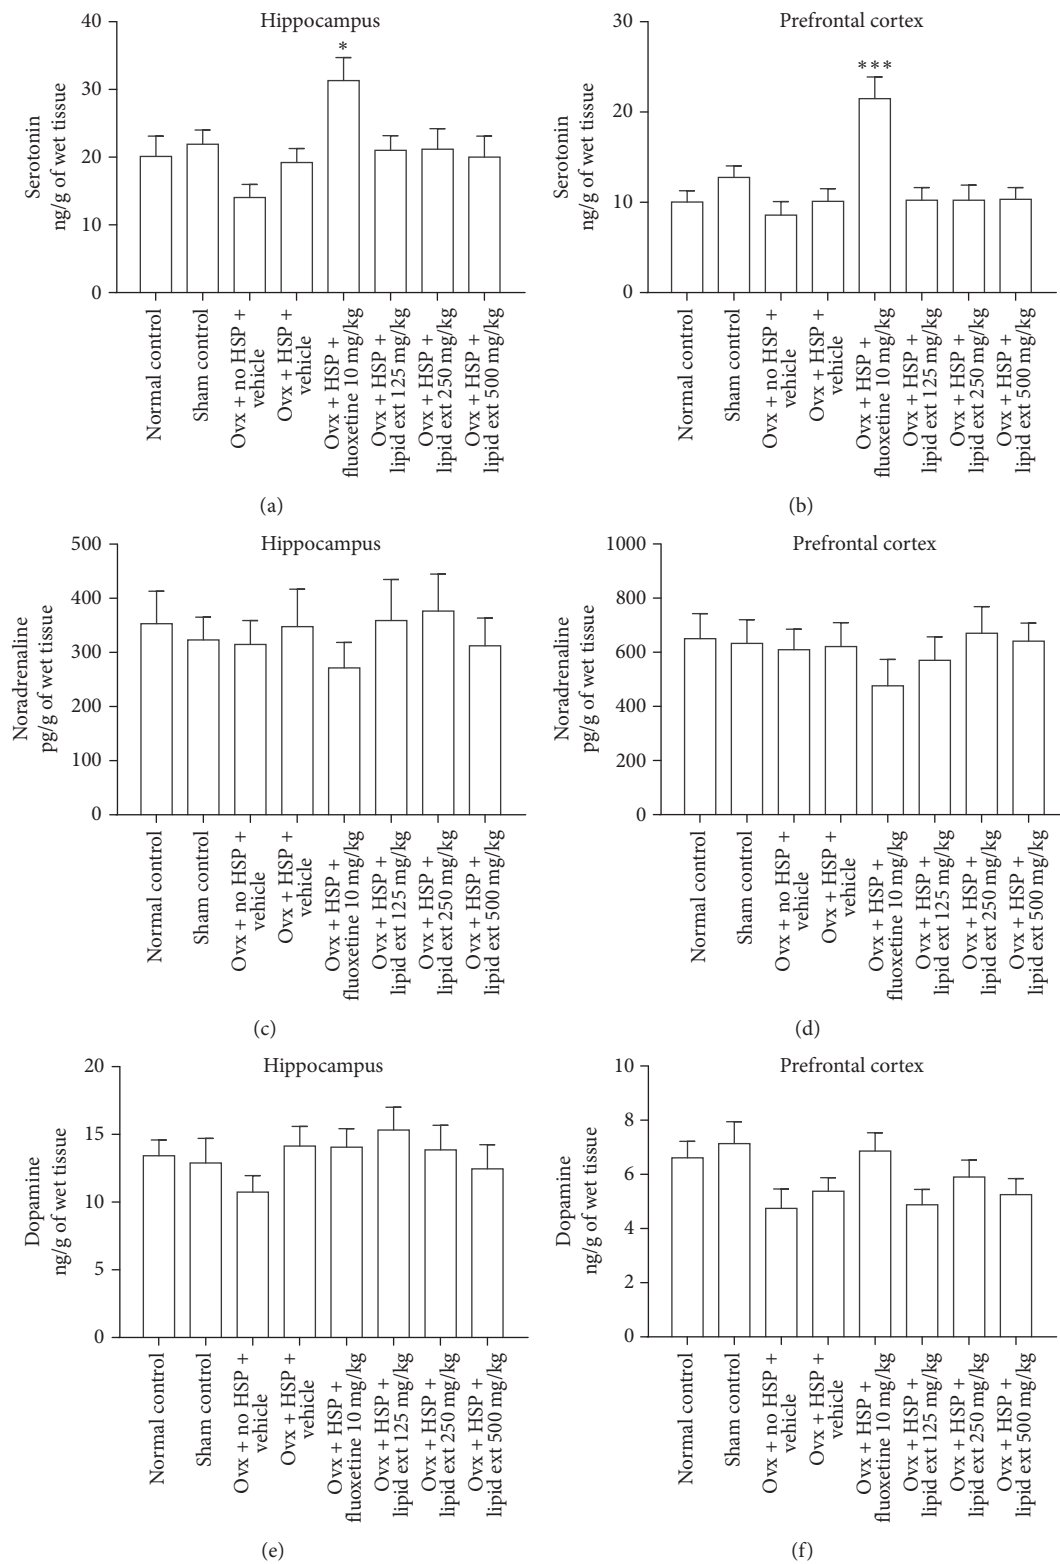 Hippocampus
Serotonin
ng/g of wet tissue
40
30
20
10
0
*
Normal control
Sham control
Ovx + no HSP +
vehicle
Ovx + HSP +
vehicle
Ovx + HSP +
fluoxetine 10 mg/kg
Ovx + HSP +
lipid ext 125 mg/kg
Ovx + HSP +
lipid ext 250 mg/kg
Ovx + HSP +
lipid ext 500 mg/kg
(a)
Prefrontal cortex
Serotonin
ng/g of wet tissue
30
20
10
0
***
Normal control
Sham control
Ovx + no HSP +
vehicle
Ovx + HSP +
vehicle
Ovx + HSP +
fluoxetine 10 mg/kg
Ovx + HSP +
lipid ext 125 mg/kg
Ovx + HSP +
lipid ext 250 mg/kg
Ovx + HSP +
lipid ext 500 mg/kg
(b)
Hippocampus
Noradrenaline
pg/g of wet tissue
500
400
300
200
100
0
Normal control
Sham control
Ovx + no HSP +
vehicle
Ovx + HSP +
vehicle
Ovx + HSP +
fluoxetine 10 mg/kg
Ovx + HSP +
lipid ext 125 mg/kg
Ovx + HSP +
lipid ext 250 mg/kg
Ovx + HSP +
lipid ext 500 mg/kg
(c)
Prefrontal cortex
Noradrenaline
pg/g of wet tissue
1000
800
600
400
200
0
Normal control
Sham control
Ovx + no HSP +
vehicle
Ovx + HSP +
vehicle
Ovx + HSP +
fluoxetine 10 mg/kg
Ovx + HSP +
lipid ext 125 mg/kg
Ovx + HSP +
lipid ext 250 mg/kg
Ovx + HSP +
lipid ext 500 mg/kg
(d)
Hippocampus
Dopamine
ng/g of wet tissue
20
15
10
5
0
Normal control
Sham control
Ovx + no HSP +
vehicle
Ovx + HSP +
vehicle
Ovx + HSP +
fluoxetine 10 mg/kg
Ovx + HSP +
lipid ext 125 mg/kg
Ovx + HSP +
lipid ext 250 mg/kg
Ovx + HSP +
lipid ext 500 mg/kg
(e)
Prefrontal cortex
Dopamine
ng/g of wet tissue
10
8
6
4
2
0
Normal control
Sham control
Ovx + no HSP +
vehicle
Ovx + HSP +
vehicle
Ovx + HSP +
fluoxetine 10 mg/kg
Ovx + HSP +
lipid ext 125 mg/kg
Ovx + HSP +
lipid ext 250 mg/kg
Ovx + HSP +
lipid ext 500 mg/kg
(f)